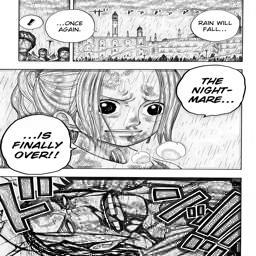 RAIN WILL
FALL...
...ONCE
AGAIN.
THE
NIGHT-
MARE...
...IS
FINALLY
OVER!!